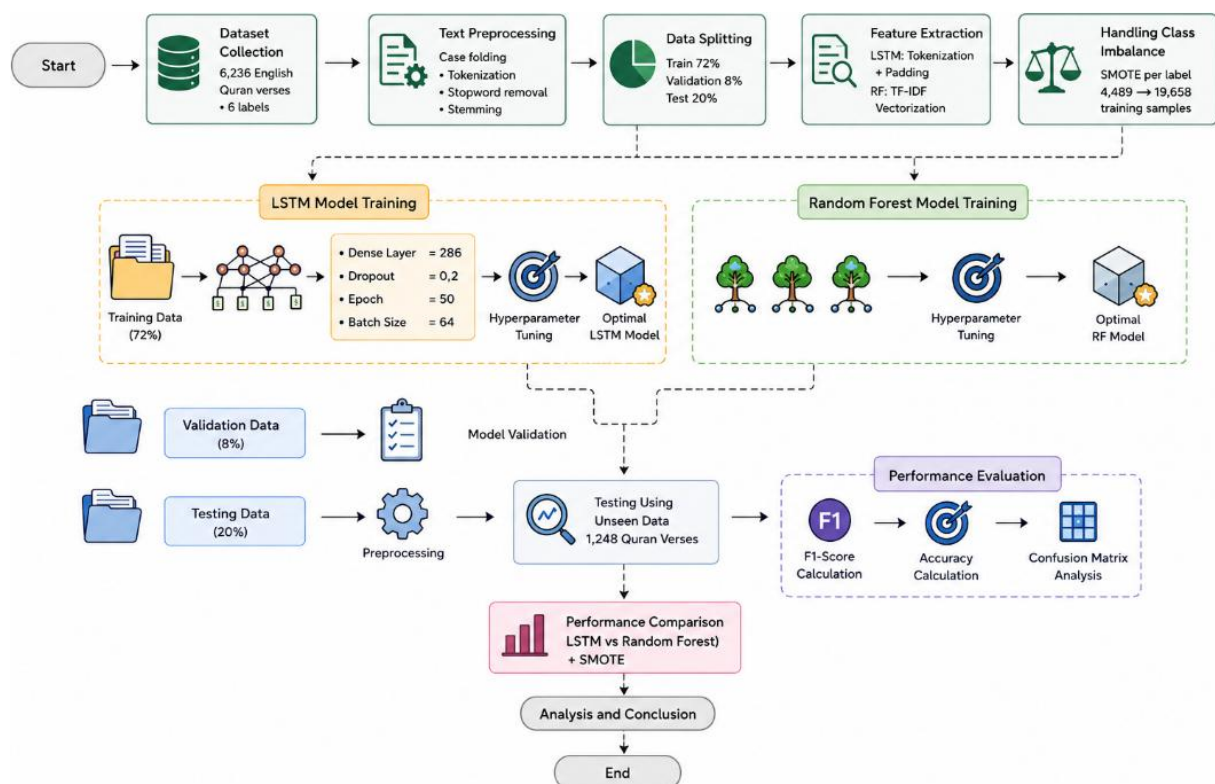 Start
Dataset
Collection
6,236 English
Quran verses
• 6 labels
Text Preprocessing
Case folding
• Tokenization
• Stopword removal
• Stemming
Data Splitting
Train 72%
Validation 8%
Test 20%
Feature Extraction
LSTM: Tokenization
+ Padding
RF: TF-IDF
Vectorization
Handling Class
Imbalance
SMOTE per label
4,489 → 19,658
training samples
LSTM Model Training
Training Data
(72%)
• Dense Layer = 286
• Dropout = 0,2
• Epoch = 50
• Batch Size = 64
Hyperparameter
Tuning
Optimal
LSTM Model
Random Forest Model Training
Hyperparameter
Tuning
Optimal
RF Model
Validation Data
(8%)
Model Validation
Testing Data
(20%)
Preprocessing
Testing Using
Unseen Data
1,248 Quran Verses
Performance Evaluation
F1
F1-Score
Calculation
Accuracy
Calculation
Confusion Matrix
Analysis
Performance Comparison
LSTM vs Random Forest)
+ SMOTE
Analysis and Conclusion
End